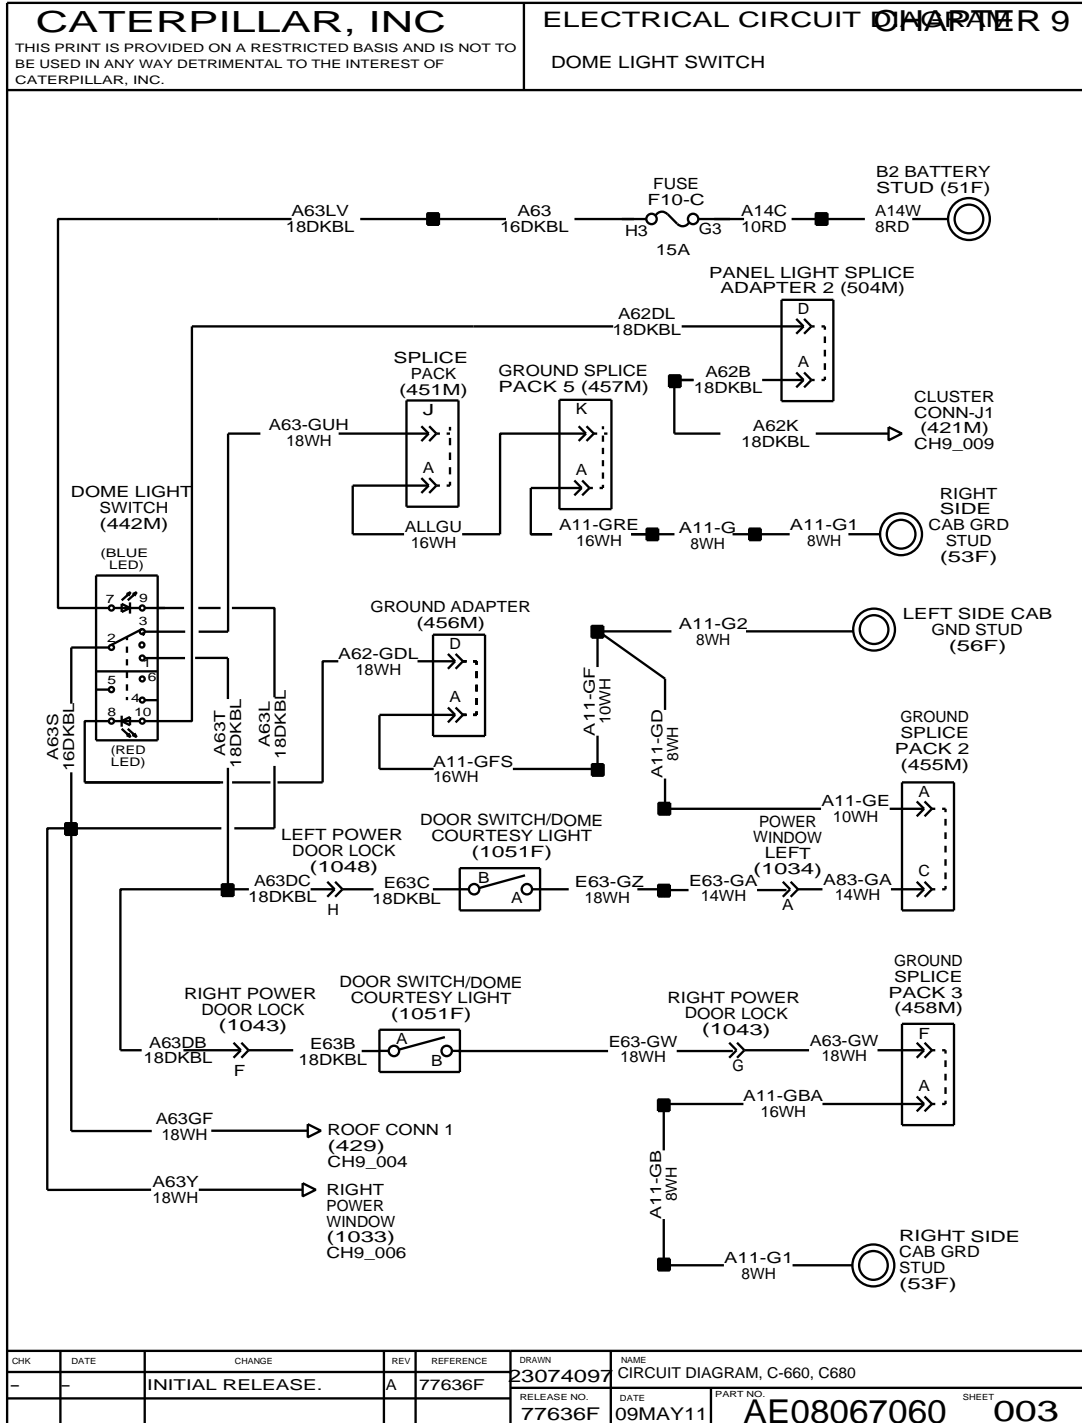 CATERPILLAR, INC
THIS PRINT IS PROVIDED ON A RESTRICTED BASIS AND IS NOT TO
BE USED IN ANY WAY DETRIMENTAL TO THE INTEREST OF
CATERPILLAR, INC.
ELECTRICAL CIRCUIT DIAGRAM
CHAPTER 9
DOME LIGHT SWITCH
B2 BATTERY
STUD (51F)
FUSE
F10-C
A63LV
18DKBL
A63
16DKBL
H3
G3
15A
A14C
10RD
A14W
8RD
PANEL LIGHT SPLICE
ADAPTER 2 (504M)
A62DL
18DKBL
D
A
A62B
18DKBL
A62K
18DKBL
CLUSTER
CONN-J1
(421M)
CH9_009
SPLICE
PACK
(451M)
J
A
GROUND SPLICE
PACK 5 (457M)
K
A
A63-GUH
18WH
ALLGU
16WH
A11-GRE
16WH
A11-G
8WH
A11-G1
8WH
RIGHT
SIDE
CAB GRD
STUD
(53F)
DOME LIGHT
SWITCH
(442M)
(BLUE
LED)
7
9
3
2
1
6
5
4
8
10
(RED
LED)
A63S
16DKBL
A63T
18DKBL
A63L
18DKBL
GROUND ADAPTER
(456M)
D
A
A62-GDL
18WH
A11-GFS
16WH
A11-GF
10WH
A11-GD
8WH
A11-G2
8WH
LEFT SIDE CAB
GND STUD
(56F)
GROUND
SPLICE
PACK 2
(455M)
A
C
A11-GE
10WH
POWER
WINDOW
LEFT
(1034)
A
DOOR SWITCH/DOME
COURTESY LIGHT
(1051F)
B
A
LEFT POWER
DOOR LOCK
(1048)
H
A63DC
18DKBL
E63C
18DKBL
E63-GZ
18WH
E63-GA
14WH
A83-GA
14WH
GROUND
SPLICE
PACK 3
(458M)
F
A
RIGHT POWER
DOOR LOCK
(1043)
F
DOOR SWITCH/DOME
COURTESY LIGHT
(1051F)
A
B
RIGHT POWER
DOOR LOCK
(1043)
G
A63DB
18DKBL
E63B
18DKBL
E63-GW
18WH
A63-GW
18WH
A11-GBA
16WH
A11-GB
8WH
A63GF
18WH
ROOF CONN 1
(429)
CH9_004
A63Y
18WH
RIGHT
POWER
WINDOW
(1033)
CH9_006
A11-G1
8WH
RIGHT SIDE
CAB GRD
STUD
(53F)
CHK DATE CHANGE REV REFERENCE
– – INITIAL RELEASE. A 77636F
DRAWN
23074097
NAME
CIRCUIT DIAGRAM, C-660, C680
RELEASE NO.
77636F
DATE
09MAY11
PART NO.
AE08067060
SHEET
003